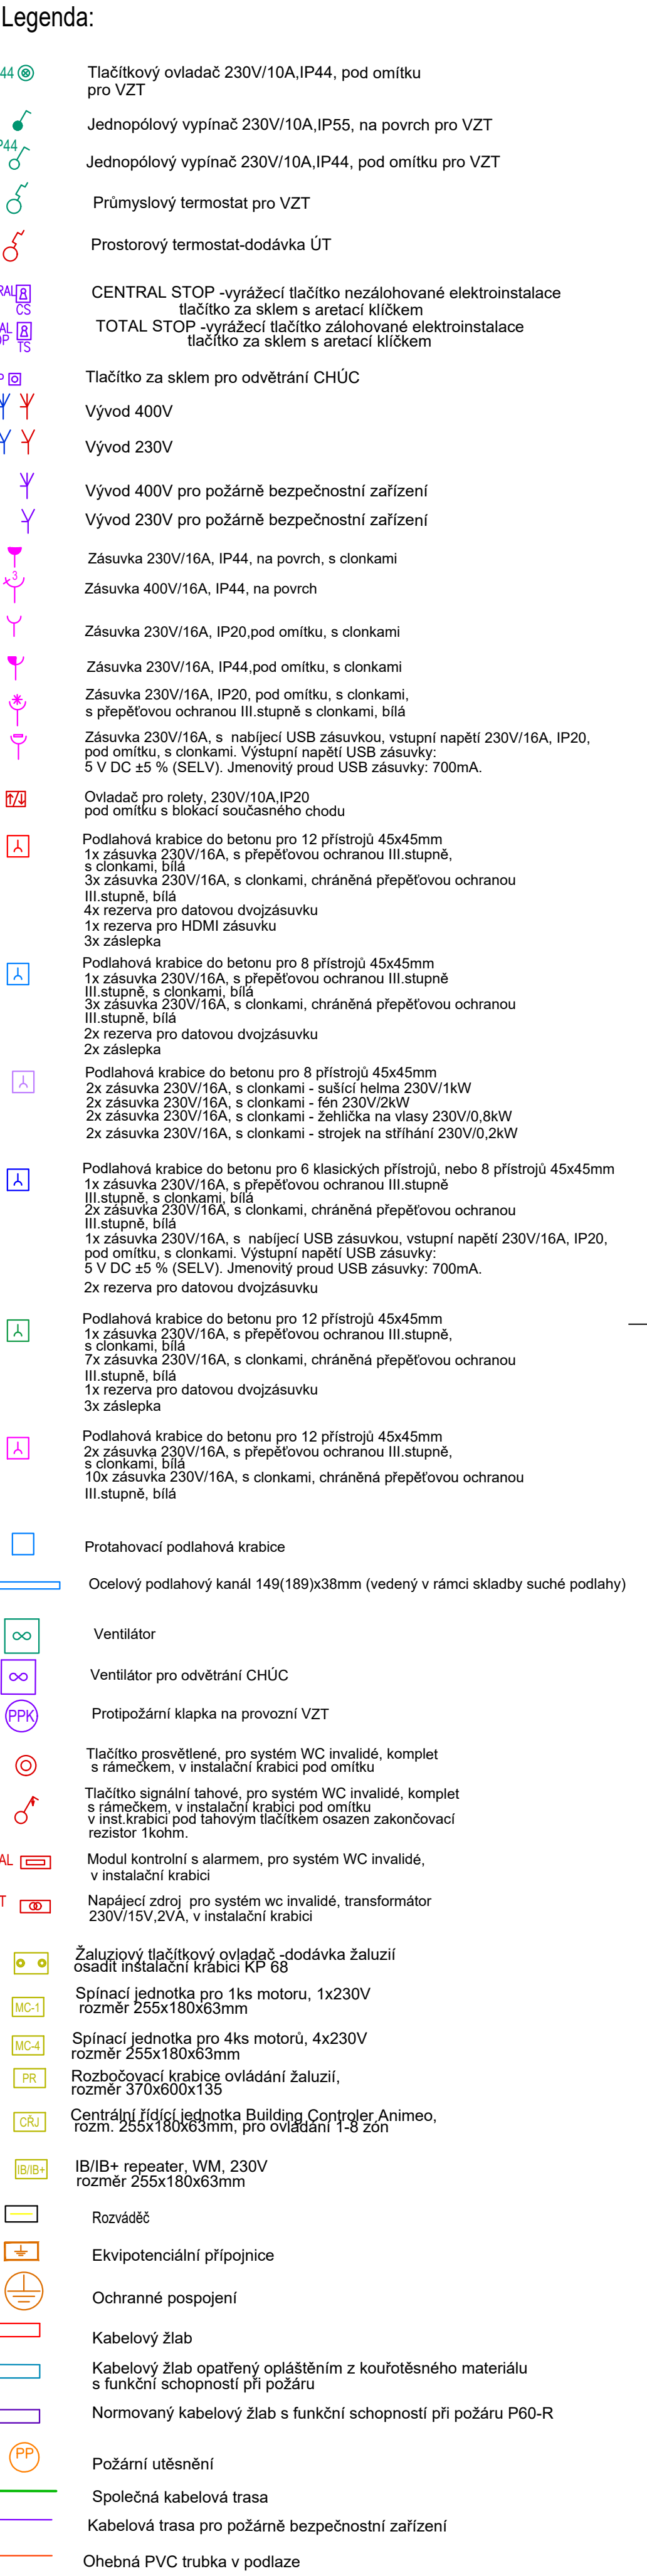 Legenda:
44
Tlačítkový ovladač 230V/10A,IP44, pod omítku
pro VZT
Jednopólový vypínač 230V/10A,IP55, na povrch pro VZT
P44
Jednopólový vypínač 230V/10A,IP44, pod omítku pro VZT
Průmyslový termostat pro VZT
Prostorový termostat-dodávka ÚT
RAL
CS
CENTRAL STOP -vyrážecí tlačítko nezálohované elektroinstalace
tlačítko za sklem s aretací klíčkem
AL
OP
TS
TOTAL STOP -vyrážecí tlačítko zálohované elektroinstalace
tlačítko za sklem s aretací klíčkem
P
Tlačítko za sklem pro odvětrání CHÚC
Vývod 400V
Vývod 230V
Vývod 400V pro požárně bezpečnostní zařízení
Vývod 230V pro požárně bezpečnostní zařízení
Zásuvka 230V/16A, IP44, na povrch, s clonkami
3
Zásuvka 400V/16A, IP44, na povrch
Zásuvka 230V/16A, IP20,pod omítku, s clonkami
Zásuvka 230V/16A, IP44,pod omítku, s clonkami
Zásuvka 230V/16A, IP20, pod omítku, s clonkami,
s přepěťovou ochranou III.stupně s clonkami, bílá
Zásuvka 230V/16A, s nabíjecí USB zásuvkou, vstupní napětí 230V/16A, IP20,
pod omítku, s clonkami. Výstupní napětí USB zásuvky:
5 V DC ±5 % (SELV). Jmenovitý proud USB zásuvky: 700mA.
Ovladač pro rolety, 230V/10A,IP20
pod omítku s blokací současného chodu
Podlahová krabice do betonu pro 12 přístrojů 45x45mm
1x zásuvka 230V/16A, s přepěťovou ochranou III.stupně,
s clonkami, bílá
3x zásuvka 230V/16A, s clonkami, chráněná přepěťovou ochranou
III.stupně, bílá
4x rezerva pro datovou dvojzásuvku
1x rezerva pro HDMI zásuvku
3x záslepka
Podlahová krabice do betonu pro 8 přístrojů 45x45mm
1x zásuvka 230V/16A, s přepěťovou ochranou III.stupně
III.stupně, s clonkami, bílá
3x zásuvka 230V/16A, s clonkami, chráněná přepěťovou ochranou
III.stupně, bílá
2x rezerva pro datovou dvojzásuvku
2x záslepka
Podlahová krabice do betonu pro 8 přístrojů 45x45mm
2x zásuvka 230V/16A, s clonkami - sušící helma 230V/1kW
2x zásuvka 230V/16A, s clonkami - fén 230V/2kW
2x zásuvka 230V/16A, s clonkami - žehlička na vlasy 230V/0,8kW
2x zásuvka 230V/16A, s clonkami - strojek na stříhání 230V/0,2kW
Podlahová krabice do betonu pro 6 klasických přístrojů, nebo 8 přístrojů 45x45mm
1x zásuvka 230V/16A, s přepěťovou ochranou III.stupně
III.stupně, s clonkami, bílá
2x zásuvka 230V/16A, s clonkami, chráněná přepěťovou ochranou
III.stupně, bílá
1x zásuvka 230V/16A, s nabíjecí USB zásuvkou, vstupní napětí 230V/16A, IP20,
pod omítku, s clonkami. Výstupní napětí USB zásuvky:
5 V DC ±5 % (SELV). Jmenovitý proud USB zásuvky: 700mA.
2x rezerva pro datovou dvojzásuvku
Podlahová krabice do betonu pro 12 přístrojů 45x45mm
1x zásuvka 230V/16A, s přepěťovou ochranou III.stupně,
s clonkami, bílá
7x zásuvka 230V/16A, s clonkami, chráněná přepěťovou ochranou
III.stupně, bílá
1x rezerva pro datovou dvojzásuvku
3x záslepka
Podlahová krabice do betonu pro 12 přístrojů 45x45mm
2x zásuvka 230V/16A, s přepěťovou ochranou III.stupně,
s clonkami, bílá
10x zásuvka 230V/16A, s clonkami, chráněná přepěťovou ochranou
III.stupně, bílá
Protahovací podlahová krabice
Ocelový podlahový kanál 149(189)x38mm (vedený v rámci skladby suché podlahy)
Ventilátor
Ventilátor pro odvětrání CHÚC
PPK
Protipožární klapka na provozní VZT
Tlačítko prosvětlené, pro systém WC invalidé, komplet
s rámečkem, v instalační krabici pod omítku
Tlačítko signální tahové, pro systém WC invalidé, komplet
s rámečkem, v instalační krabici pod omítku
v inst.krabici pod tahovým tlačítkem osazen zakončovací
rezistor 1kohm.
AL
Modul kontrolní s alarmem, pro systém WC invalidé,
v instalační krabici
T
Napájecí zdroj pro systém wc invalidé, transformátor
230V/15V,2VA, v instalační krabici
Žaluziový tlačítkový ovladač -dodávka žaluzií
osadit instalační krabici KP 68
MC-1
Spínací jednotka pro 1ks motoru, 1x230V
rozměr 255x180x63mm
MC-4
Spínací jednotka pro 4ks motorů, 4x230V
rozměr 255x180x63mm
PR
Rozbočovací krabice ovládání žaluzií,
rozměr 370x600x135
CŘJ
Centrální řídící jednotka Building Controler Animeo,
rozm. 255x180x63mm, pro ovládání 1-8 zón
IB/IB+
IB/IB+ repeater, WM, 230V
rozměr 255x180x63mm
Rozváděč
Ekvipotenciální přípojnice
Ochranné pospojení
Kabelový žlab
Kabelový žlab opatřený opláštěním z kouřotěsného materiálu
s funkční schopností při požáru
Normovaný kabelový žlab s funkční schopností při požáru P60-R
PP
Požární utěsnění
Společná kabelová trasa
Kabelová trasa pro požárně bezpečnostní zařízení
Ohebná PVC trubka v podlaze